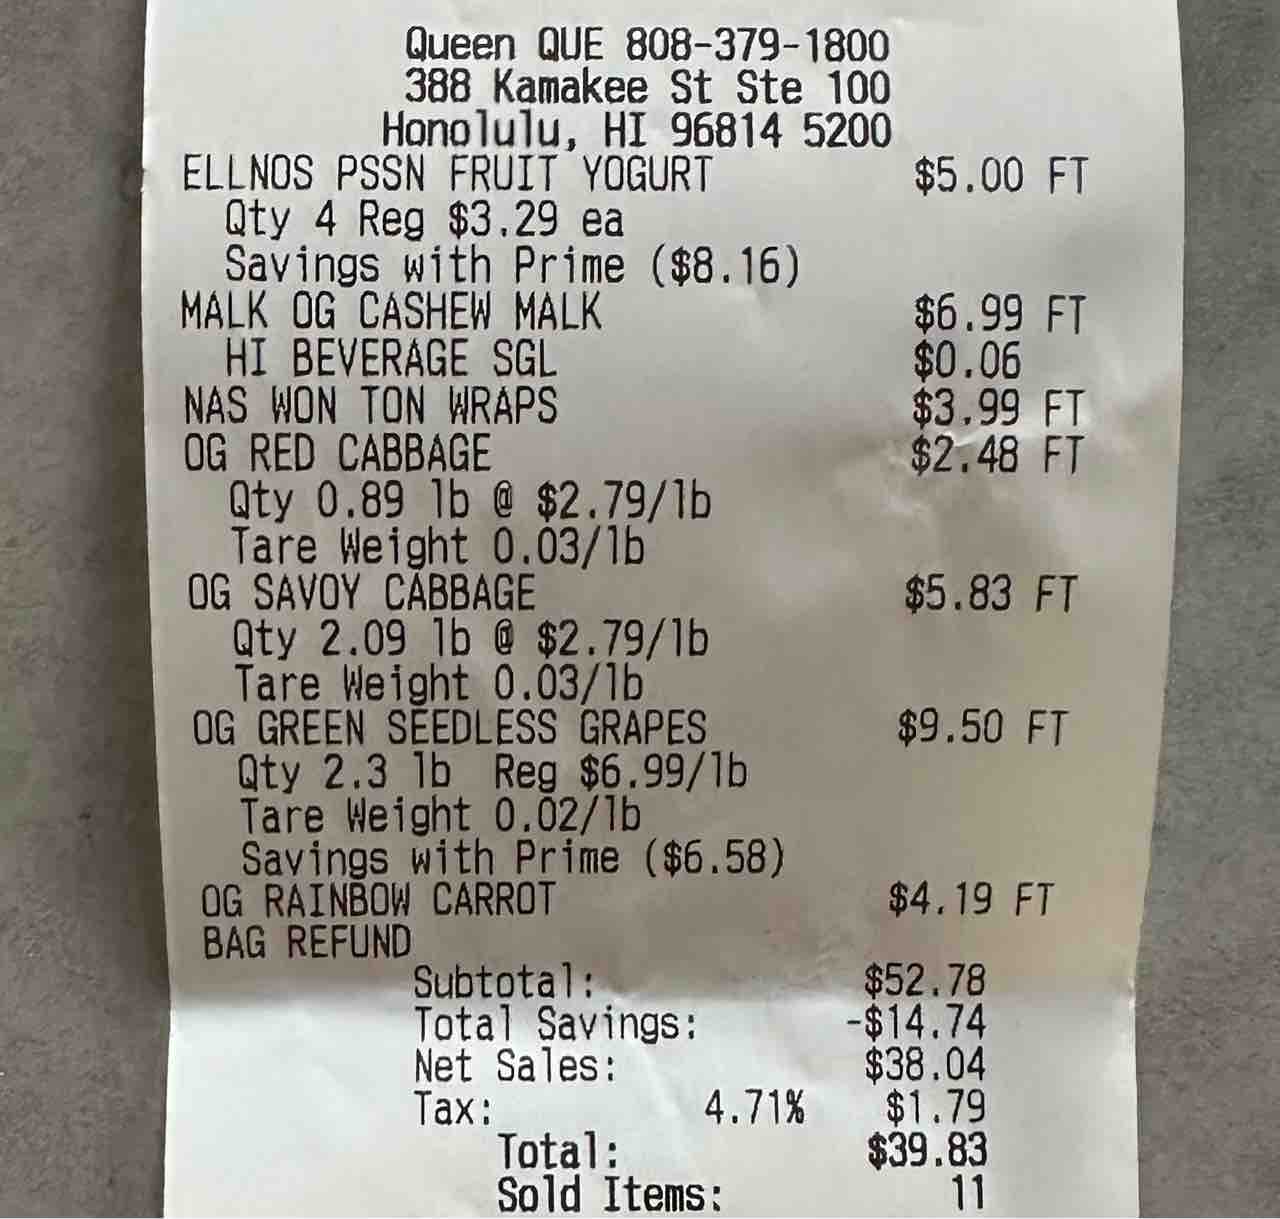 Queen QUE 808-379-1800
388 Kamakee St Ste 100
Honolulu, HI 96814 5200
ELLNOS PSSN FRUIT YOGURT $5.00 FT
Qty 4 Reg $3.29 ea
Savings with Prime ($8.16)
MALK OG CASHEW MALK $6.99 FT
HI BEVERAGE SGL $0.06
NAS WON TON WRAPS $3.99 FT
OG RED CABBAGE $2.48 FT
Qty 0.89 lb @ $2.79/lb
Tare Weight 0.03/lb
OG SAVOY CABBAGE $5.83 FT
Qty 2.09 lb @ $2.79/lb
Tare Weight 0.03/lb
OG GREEN SEEDLESS GRAPES $9.50 FT
Qty 2.3 lb Reg $6.99/lb
Tare Weight 0.02/lb
Savings with Prime ($6.58)
OG RAINBOW CARROT $4.19 FT
BAG REFUND
Subtotal: $52.78
Total Savings: -$14.74
Net Sales: $38.04
Tax: 4.71% $1.79
Total: $39.83
Sold Items: 11